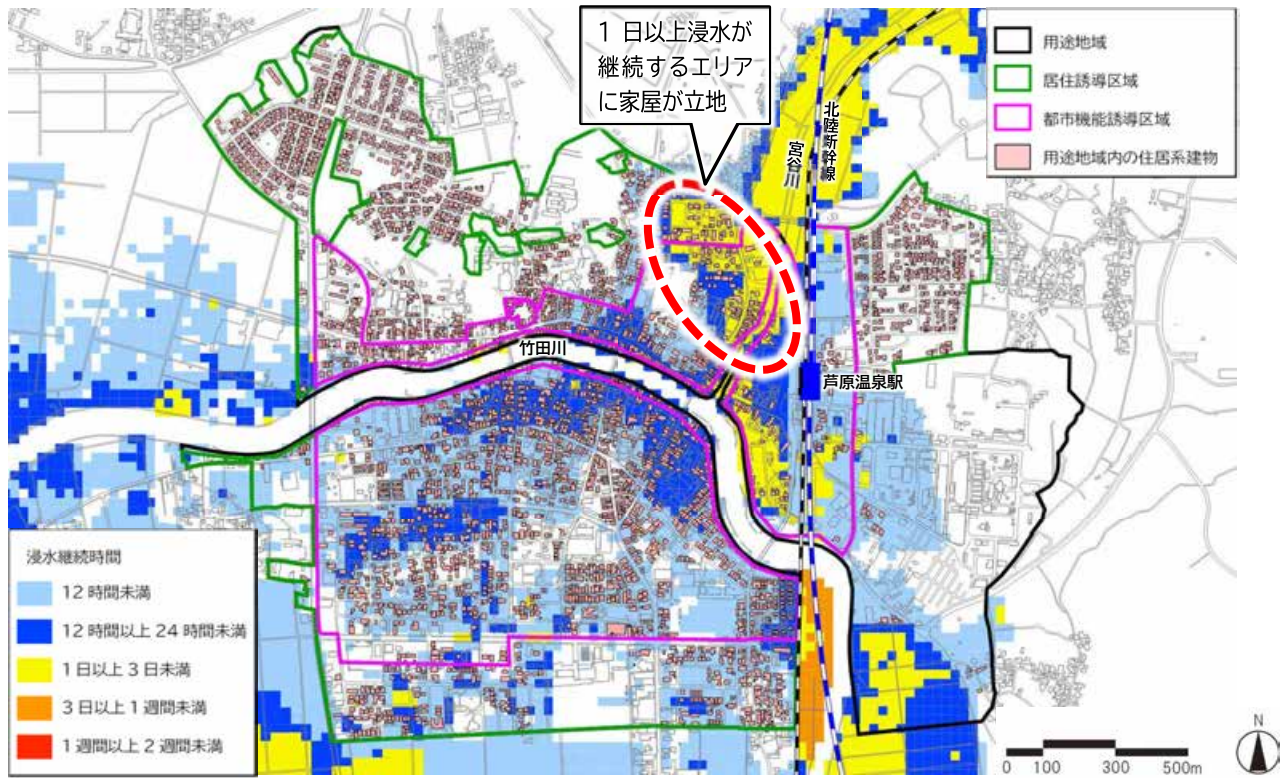 1 日以上浸水が
継続するエリア
に家屋が立地
用途地域
居住誘導区域
都市機能誘導区域
用途地域内の住居系建物
北陸新幹線
宮谷川
竹田川
芦原温泉駅
浸水継続時間
12 時間未満
12 時間以上 24 時間未満
1 日以上 3 日未満
3 日以上 1 週間未満
1 週間以上 2 週間未満
N
0 100 300 500m